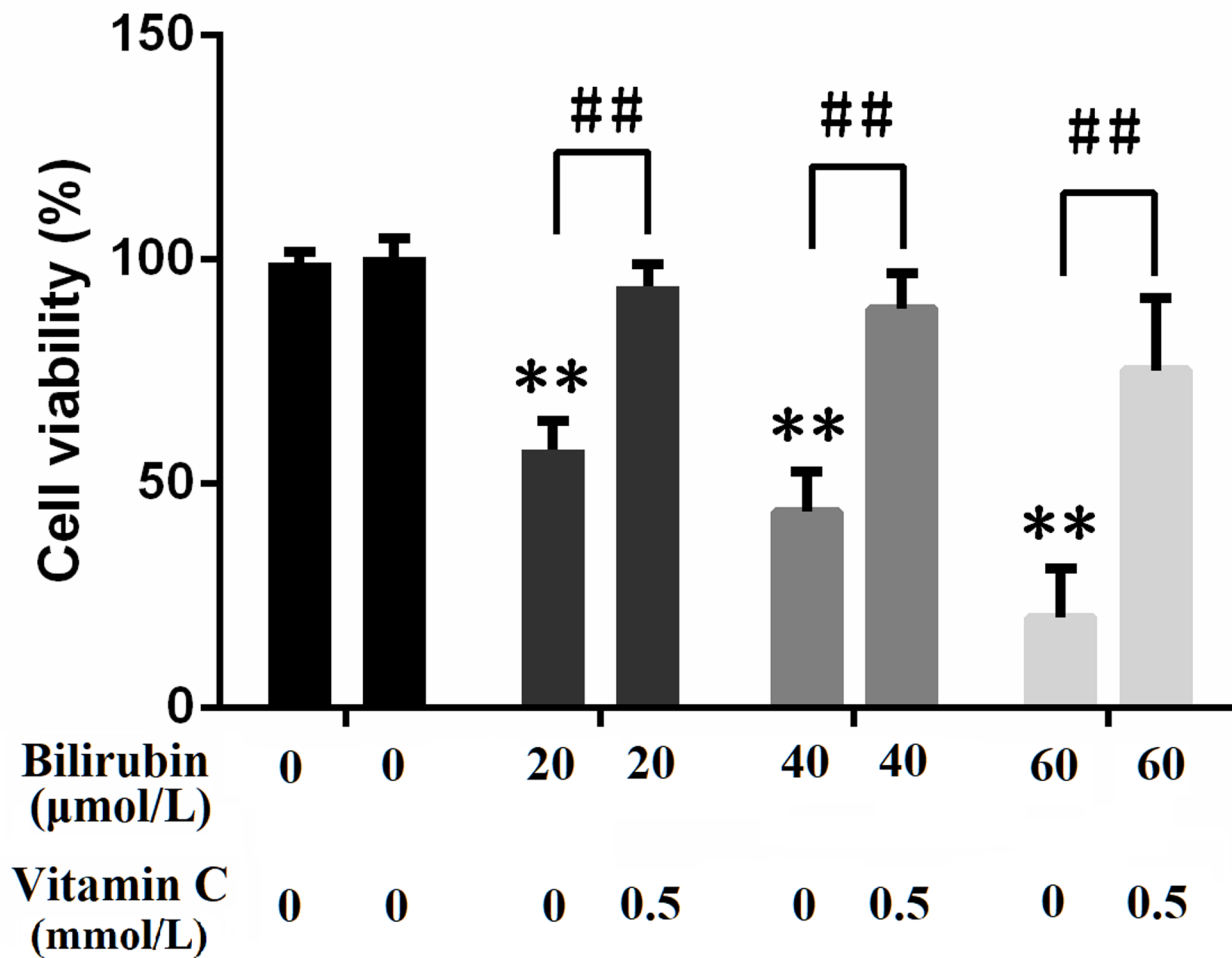 150
100
50
0
Cell viability (%)
## ## ##
** ** **
Bilirubin 0 0 20 20 40 40 60 60
(μmol/L)
Vitamin C 0 0 0 0.5 0 0.5 0 0.5
(mmol/L)